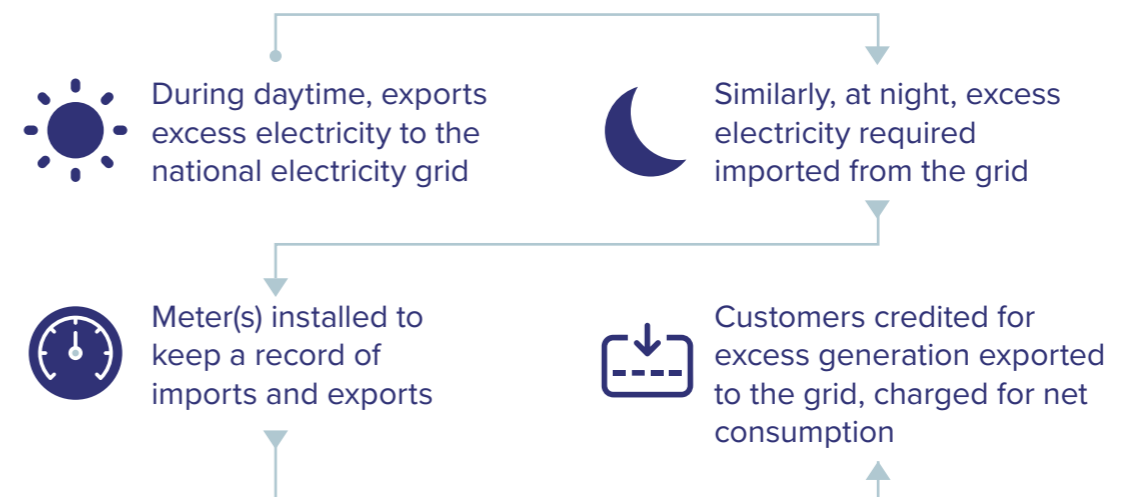 During daytime, exports
excess electricity to the
national electricity grid
Similarly, at night, excess
electricity required
imported from the grid
Meter(s) installed to
keep a record of
imports and exports
Customers credited for
excess generation exported
to the grid, charged for net
consumption